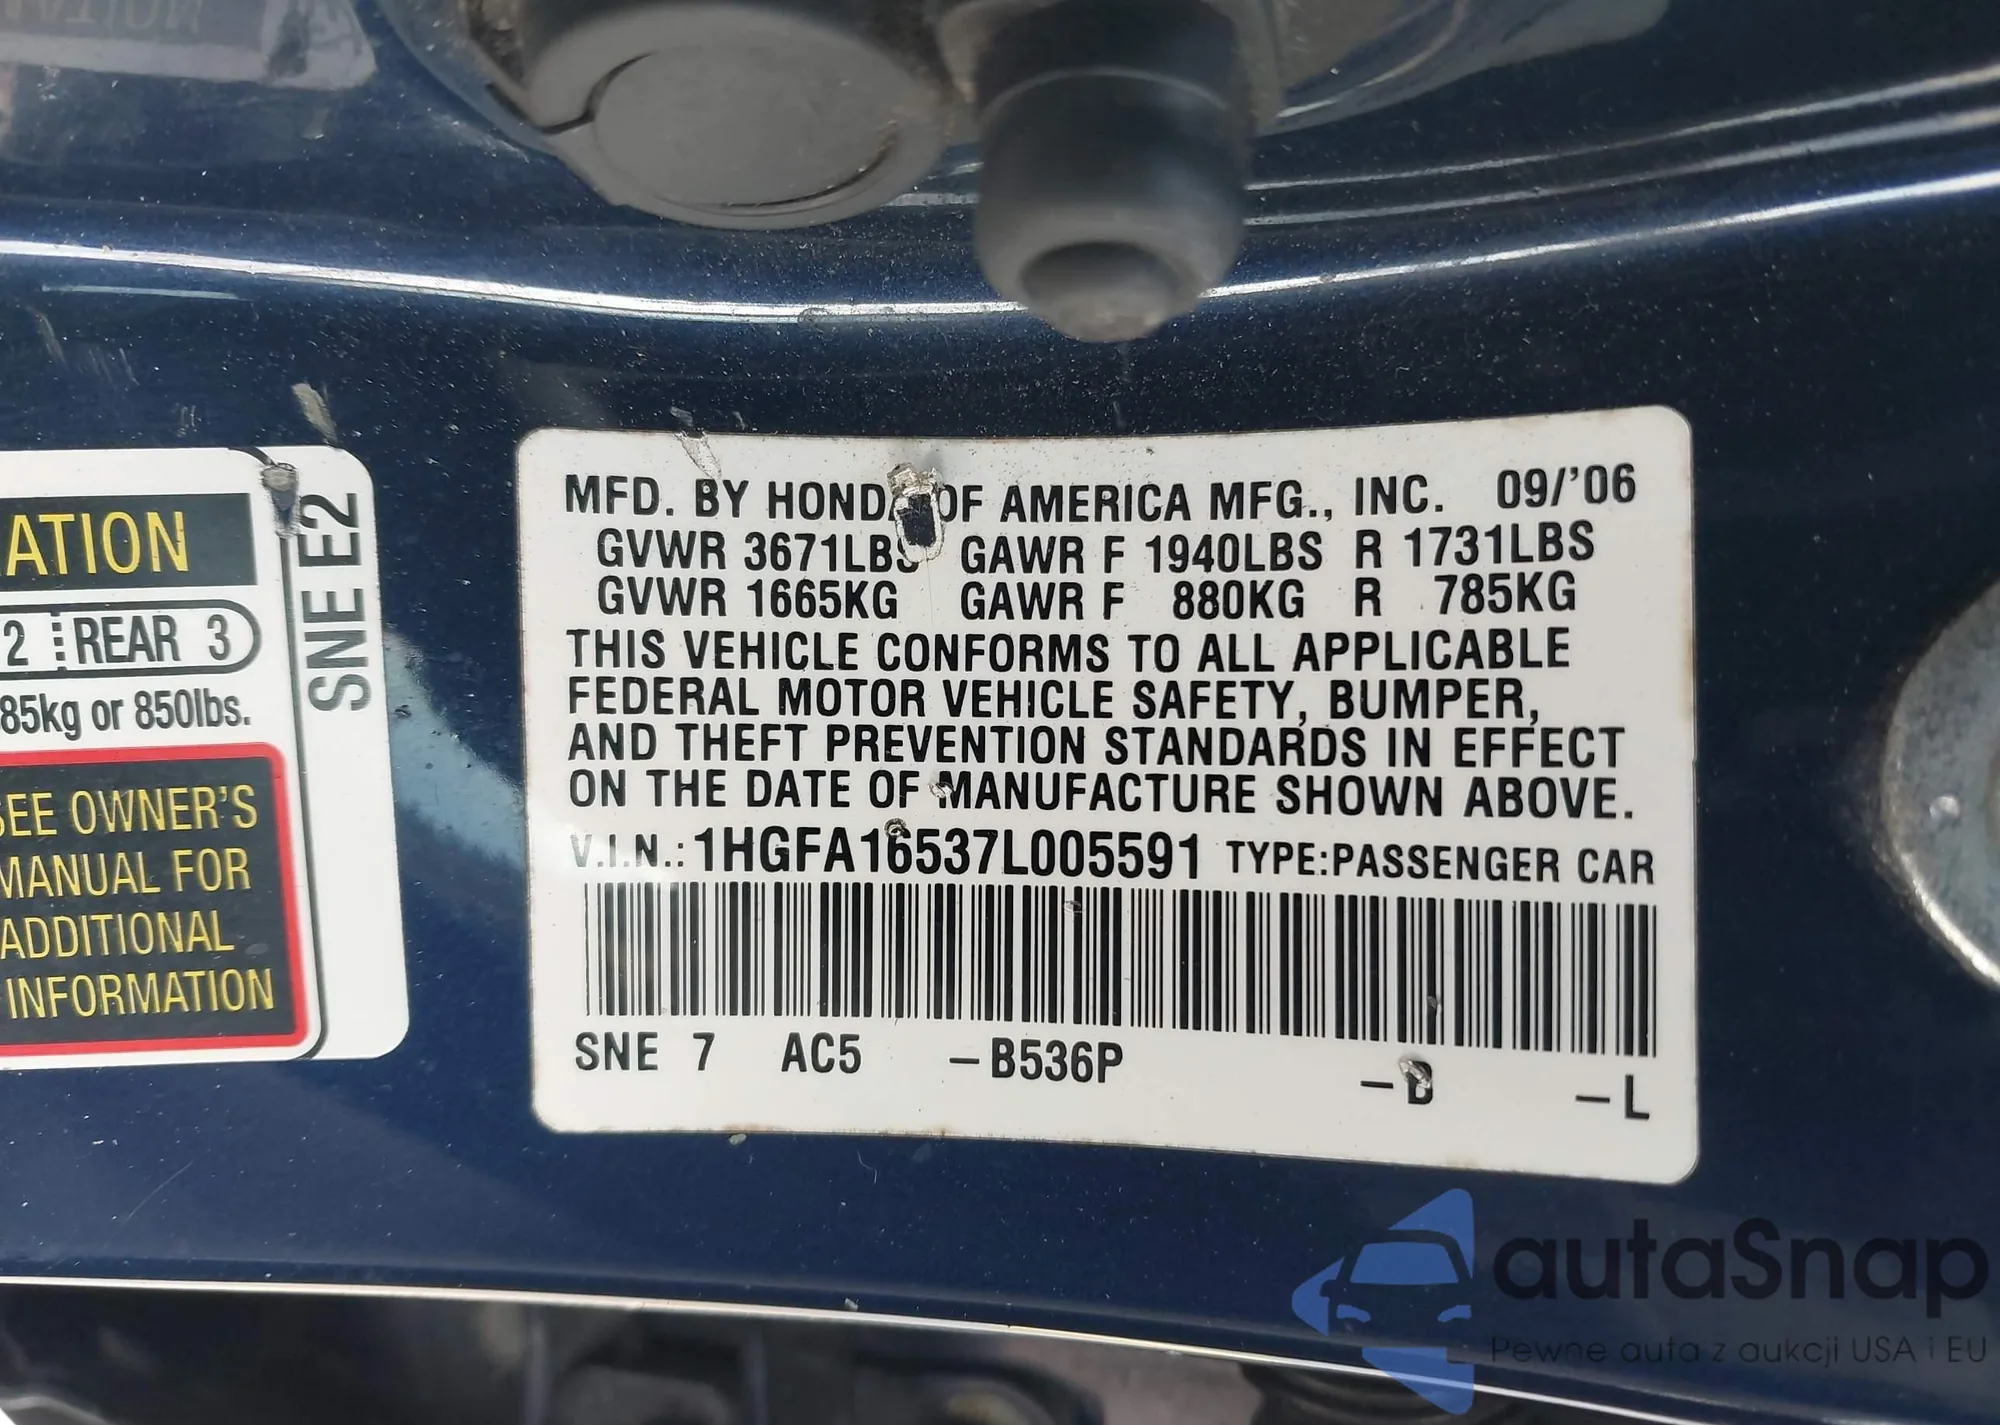 ATION
2 REAR 3
85kg or 850lbs.
SEE OWNER'S
MANUAL FOR
ADDITIONAL
INFORMATION
SNE E2
MFD. BY HONDA OF AMERICA MFG., INC. 09/'06
GVWR 3671LBS GAWR F 1940LBS R 1731LBS
GVWR 1665KG GAWR F 880KG R 785KG
THIS VEHICLE CONFORMS TO ALL APPLICABLE
FEDERAL MOTOR VEHICLE SAFETY, BUMPER,
AND THEFT PREVENTION STANDARDS IN EFFECT
ON THE DATE OF MANUFACTURE SHOWN ABOVE.
V.I.N.: 1HGFA16537L005591 TYPE:PASSENGER CAR
SNE 7 AC5 –B536P –B –L
autaSnap
Pewne auta z aukcji USA i EU